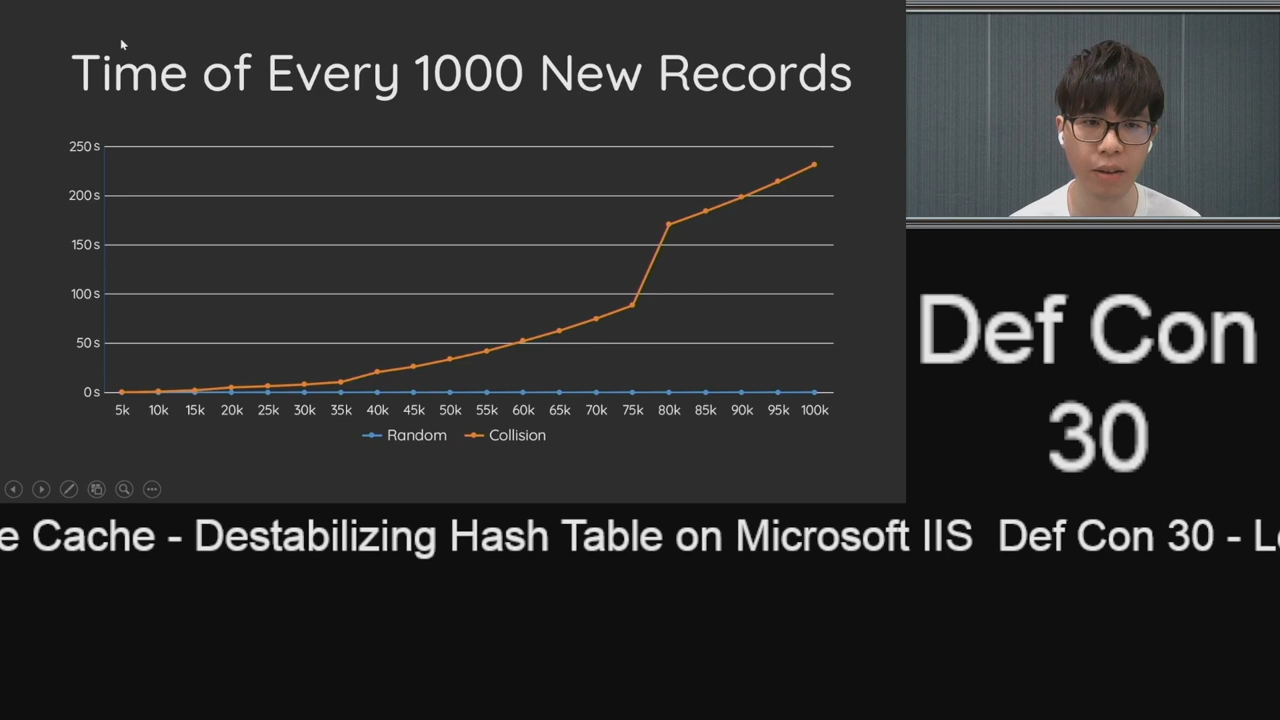 Time of Every 1000 New Records
250 s
200 s
150 s
100 s
50 s
0 s
5k 10k 15k 20k 25k 30k 35k 40k 45k 50k 55k 60k 65k 70k 75k 80k 85k 90k 95k 100k
Random Collision
Def Con
30
e Cache - Destabilizing Hash Table on Microsoft IIS Def Con 30 - L